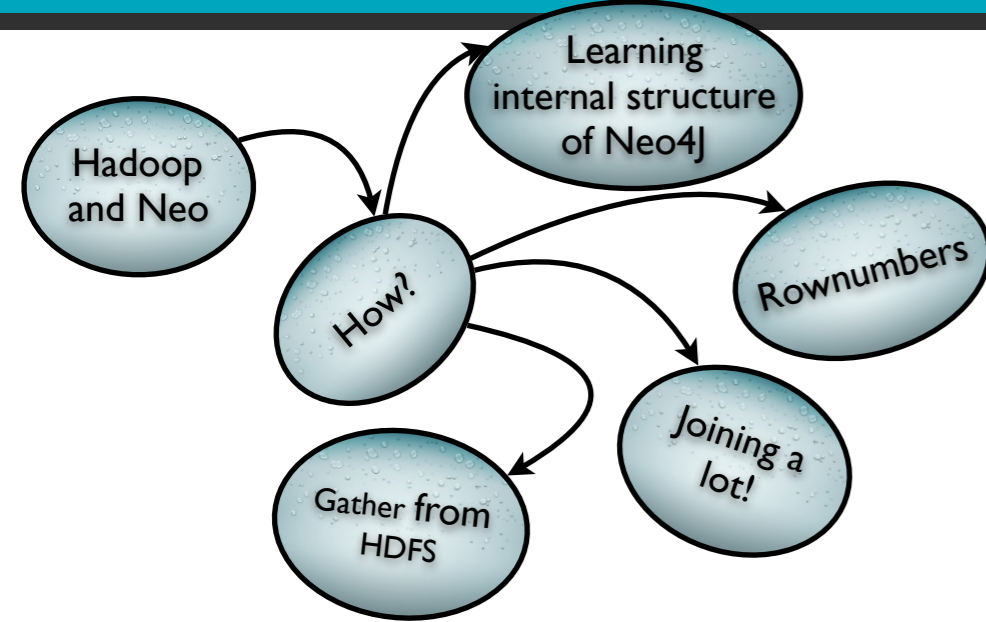 Learning
internal structure
of Neo4J
Hadoop
and Neo
How?
Rownumbers
Joining a
lot!
Gather from
HDFS